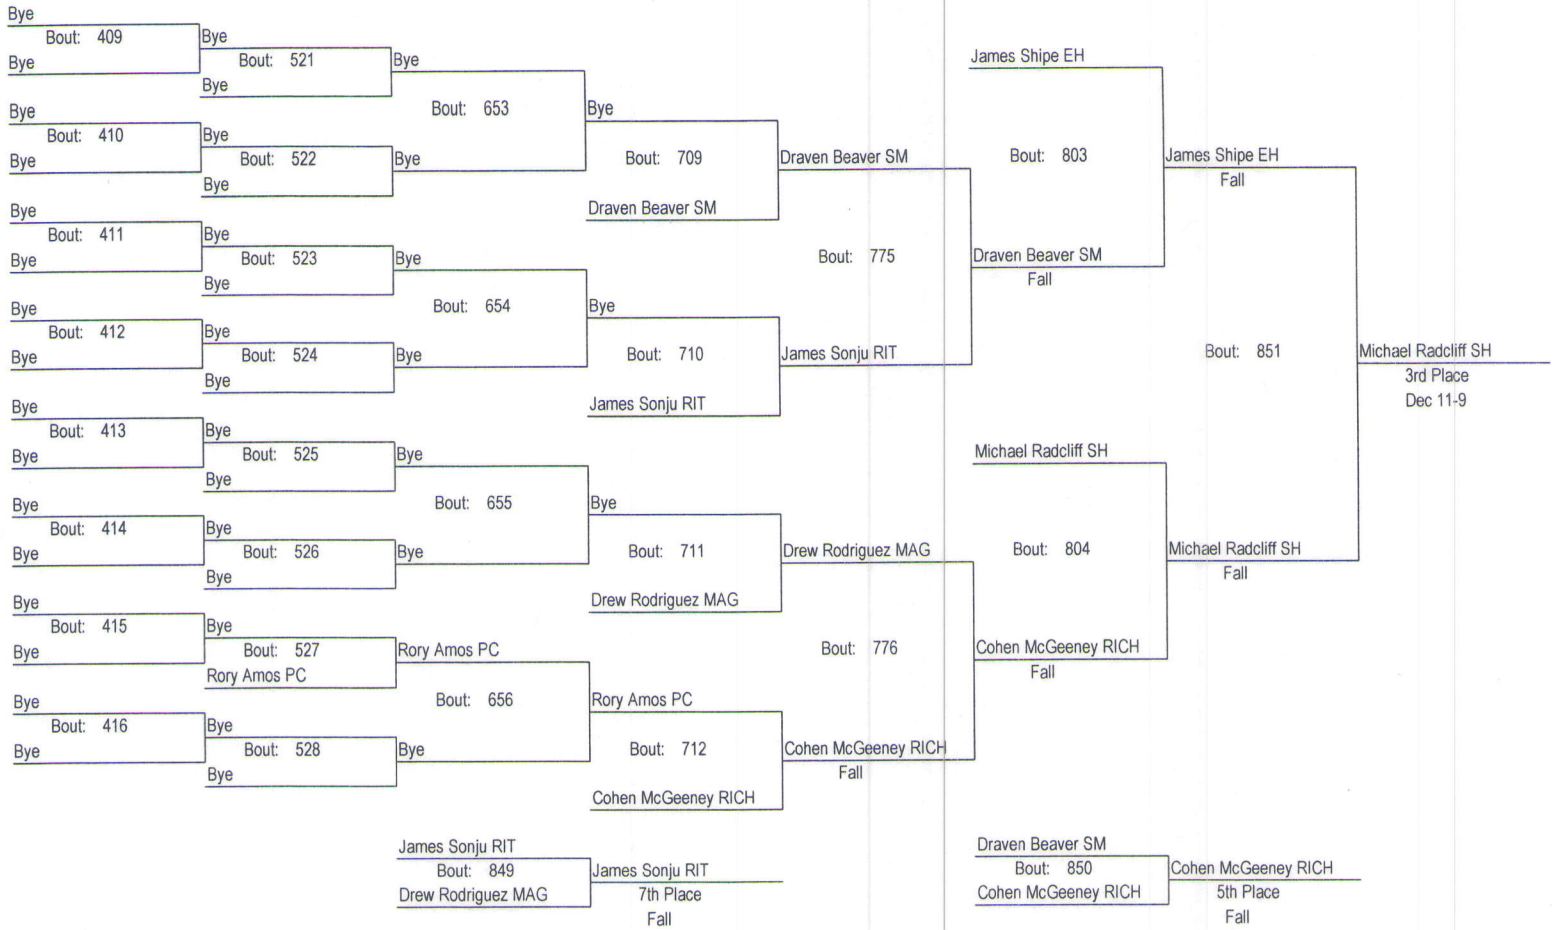 Bye
Bout: 409
Bye
Bye
Bout: 521
Bye
Bye
Bout: 410
Bye
Bye
Bout: 522
Bye
Bye
Bout: 653
Bye
Bye
Bout: 709
Draven Beaver SM
Draven Beaver SM
Bye
Bout: 411
Bye
Bye
Bout: 523
Bye
Bye
Bout: 412
Bye
Bye
Bout: 524
Bye
Bye
Bout: 654
Bye
Bye
Bout: 710
James Sonju RIT
James Sonju RIT
Bout: 775
Draven Beaver SM
Fall
James Shipe EH
Bout: 803
James Shipe EH
Fall
Bye
Bout: 413
Bye
Bye
Bout: 525
Bye
Bye
Bout: 414
Bye
Bye
Bout: 526
Bye
Bye
Bout: 655
Bye
Bye
Bout: 711
Drew Rodriguez MAG
Drew Rodriguez MAG
Bye
Bout: 415
Bye
Bye
Bout: 527
Rory Amos PC
Bye
Bout: 416
Bye
Bye
Bout: 528
Bye
Rory Amos PC
Bout: 656
Bye
Rory Amos PC
Bout: 712
Cohen McGeeney RICH
Cohen McGeeney RICH
Fall
Bout: 776
Cohen McGeeney RICH
Fall
Michael Radcliff SH
Bout: 804
Michael Radcliff SH
Fall
Bout: 851
Michael Radcliff SH
3rd Place
Dec 11-9
James Sonju RIT
Bout: 849
Drew Rodriguez MAG
James Sonju RIT
7th Place
Fall
Draven Beaver SM
Bout: 850
Cohen McGeeney RICH
Cohen McGeeney RICH
5th Place
Fall